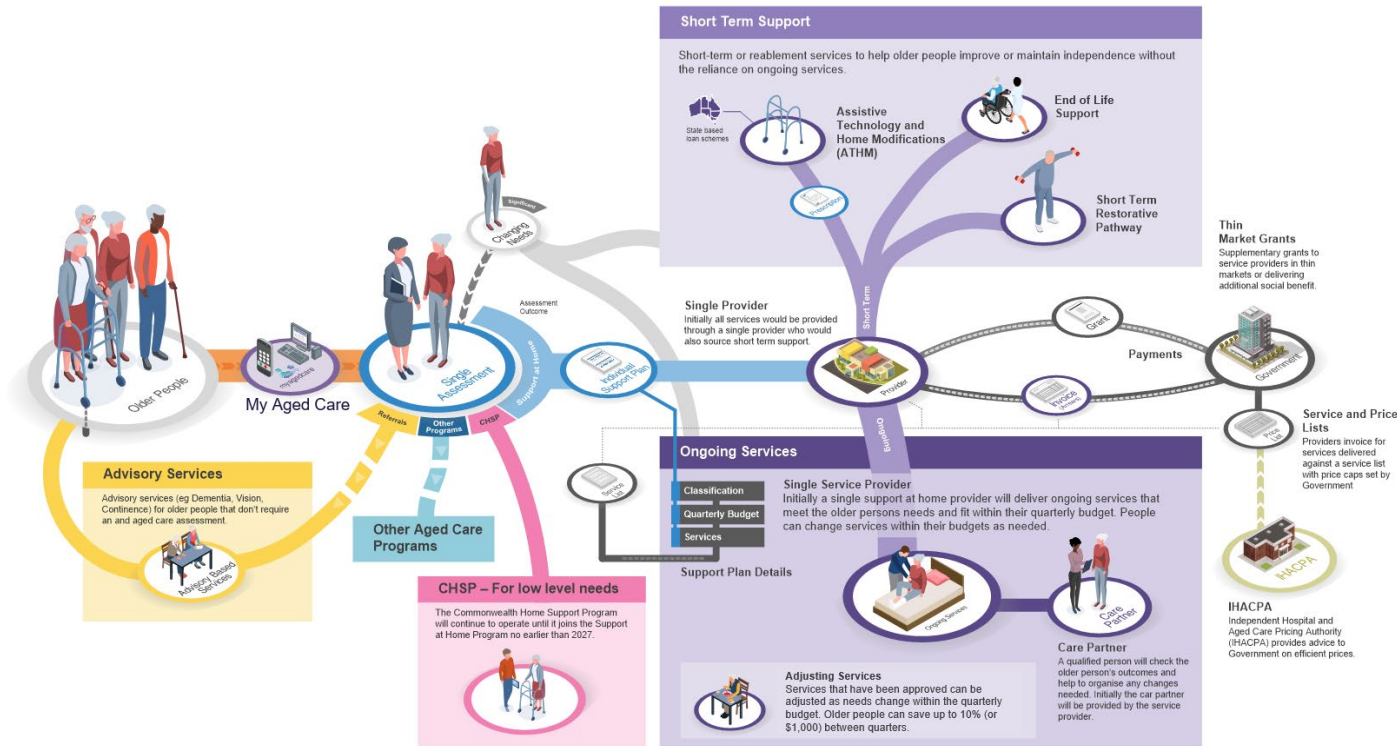 Short Term Support
Short-term or reablement services to help older people improve or maintain independence without
the reliance on ongoing services.
State based
loan schemes
Assistive
Technology and
Home Modifications
(ATHM)
End of Life
Support
Prescription
Short Term
Restorative
Pathway
Significant
Changing
Needs
Thin
Market Grants
Supplementary grants to
service providers in thin
markets or delivering
additional social benefit.
Assessment
Outcome
Single Provider
Initially all services would be provided
through a single provider who would
also source short term support.
Short Term
Grant
Payments
Government
Older People
myagedcare
My Aged Care
Single
Assessment
Support at Home
Individual
Support Plan
Provider
Invoice
(Arrears)
Referrals
Other
Programs
CHSP
Ongoing
Price
List
Service and Price
Lists
Providers invoice for
services delivered
against a service list
with price caps set by
Government
Advisory Services
Advisory services (eg Dementia, Vision,
Continence) for older people that don't require
an and aged care assessment.
Advisory Based
Services
Other Aged Care
Programs
CHSP – For low level needs
The Commonwealth Home Support Program
will continue to operate until it joins the Support
at Home Program no earlier than 2027.
Service
List
Ongoing Services
Classification
Quarterly Budget
Services
Support Plan Details
Single Service Provider
Initially a single support at home provider will deliver ongoing services that
meet the older persons needs and fit within their quarterly budget. People
can change services within their budgets as needed.
Ongoing Services
Care
Partner
Care Partner
A qualified person will check the
older person's outcomes and
help to organise any changes
needed. Initially the car partner
will be provided by the service
provider.
Adjusting Services
Services that have been approved can be
adjusted as needs change within the quarterly
budget. Older people can save up to 10% (or
$1,000) between quarters.
IHACPA
IHACPA
Independent Hospital and
Aged Care Pricing Authority
(IHACPA) provides advice to
Government on efficient prices.